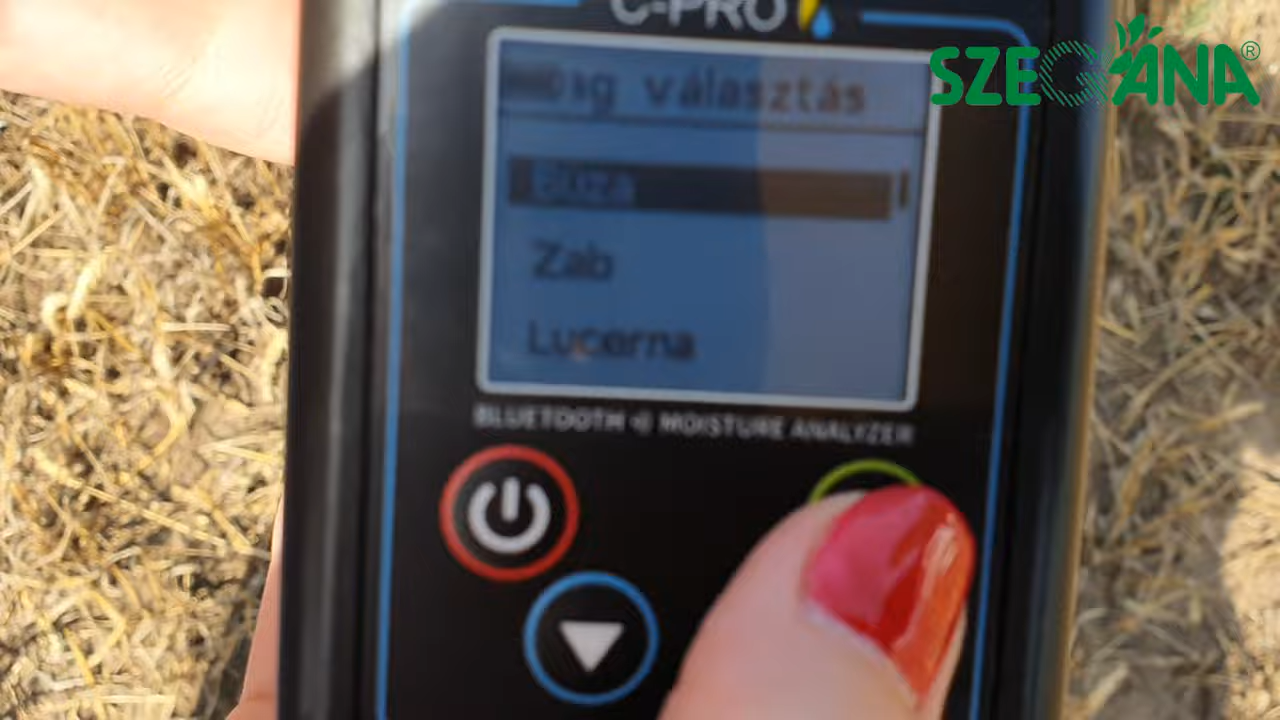 C-PRO
SZEGÁNA®
választás
Búza
Zab
Lucerna
BLUETOOTH MOISTURE ANALYZER